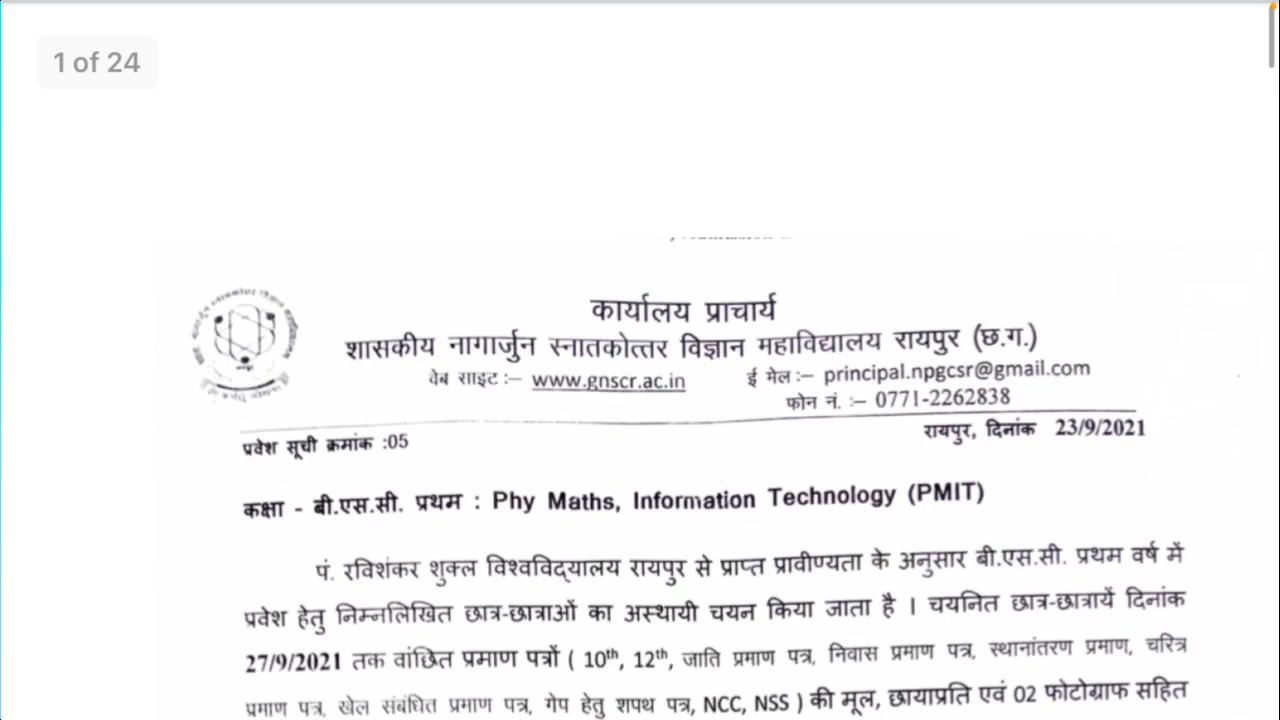 1 of 24
कार्यालय प्राचार्य
शासकीय नागार्जुन स्नातकोत्तर विज्ञान महाविद्यालय रायपुर (छ.ग.)
वेब साइट :– www.gnscr.ac.in ई मेल :– principal.npgcsr@gmail.com
फोन नं. :– 0771-2262838
प्रवेश सूची क्रमांक :05 रायपुर, दिनांक 23/9/2021
कक्षा - बी.एस.सी. प्रथम : Phy Maths, Information Technology (PMIT)
पं. रविशंकर शुक्ल विश्वविद्यालय रायपुर से प्राप्त प्रावीण्यता के अनुसार बी.एस.सी. प्रथम वर्ष में
प्रवेश हेतु निम्नलिखित छात्र-छात्राओं का अस्थायी चयन किया जाता है । चयनित छात्र-छात्रायें दिनांक
27/9/2021 तक वांछित प्रमाण पत्रों ( 10th, 12th, जाति प्रमाण पत्र, निवास प्रमाण पत्र, स्थानांतरण प्रमाण, चरित्र
प्रमाण पत्र, खेल संबंधित प्रमाण पत्र, गेप हेतु शपथ पत्र, NCC, NSS ) की मूल, छायाप्रति एवं 02 फोटोग्राफ सहित